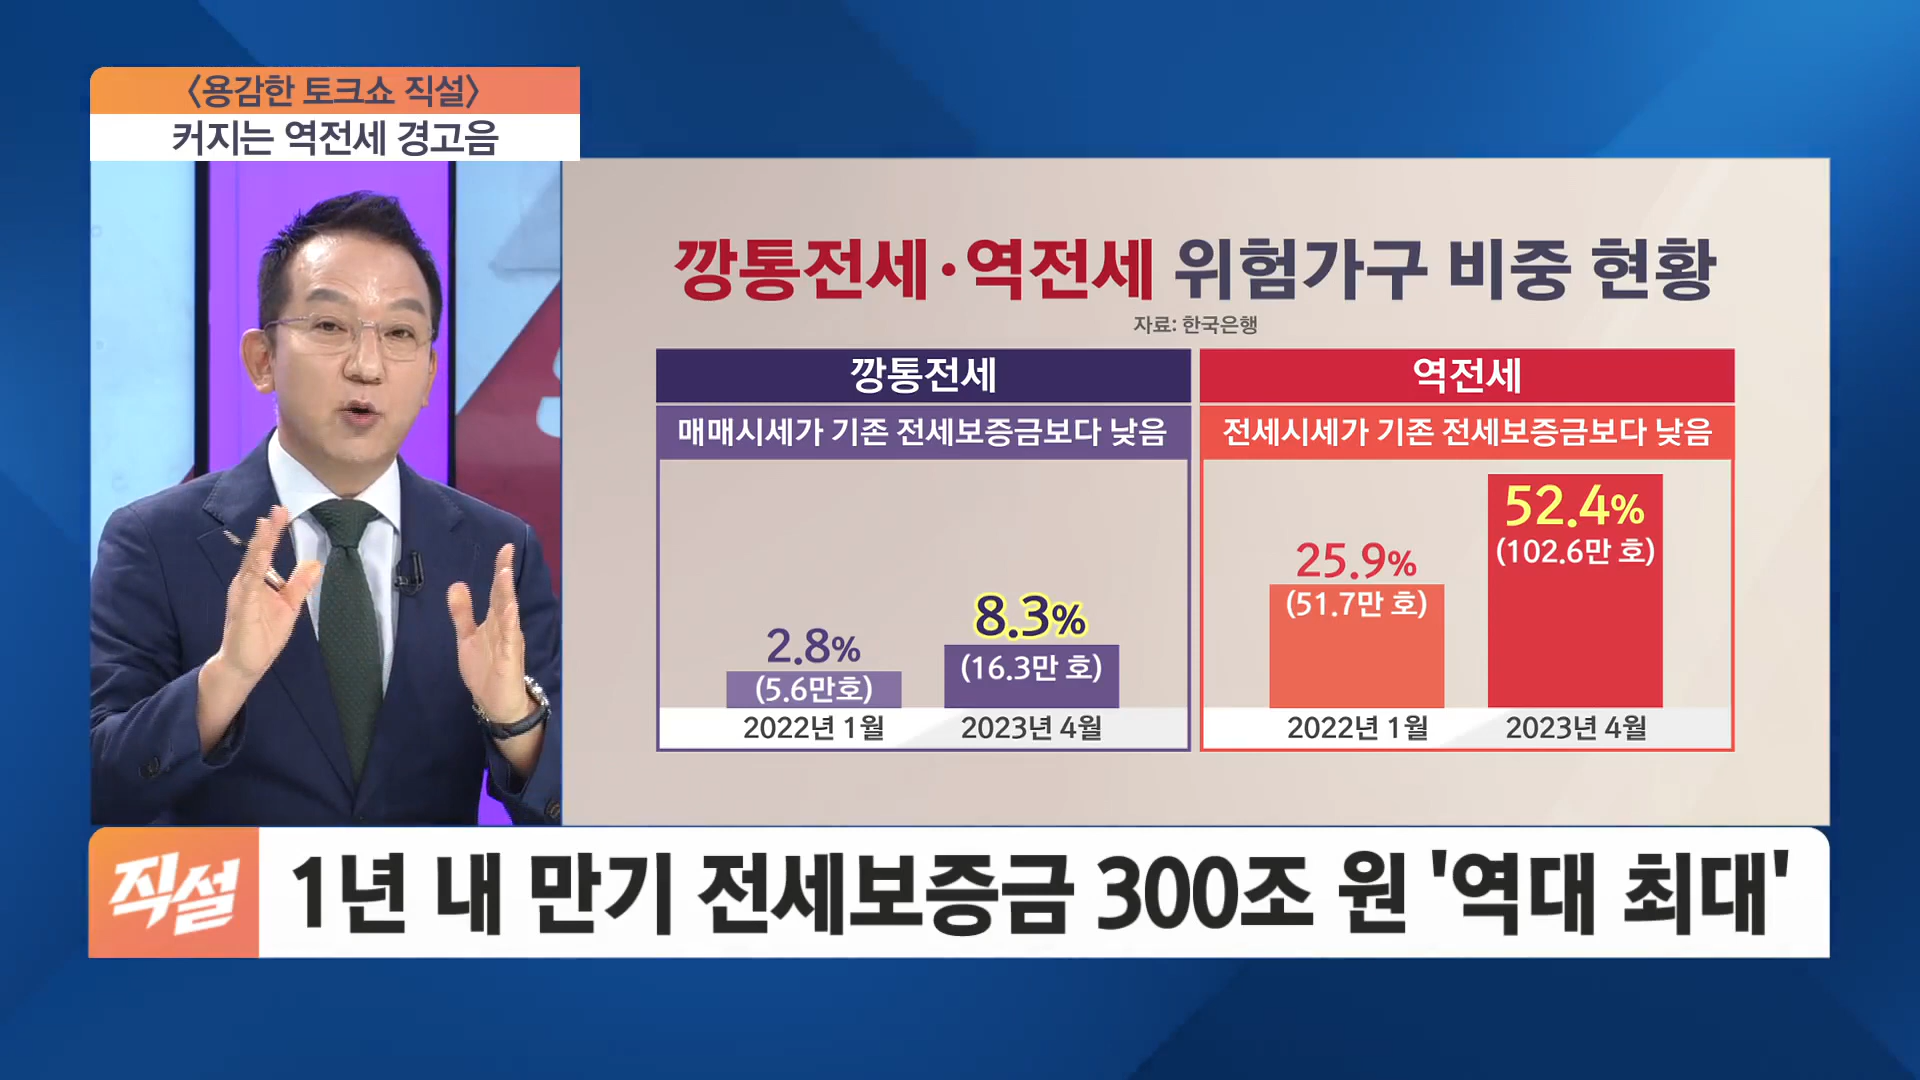 <용감한 토크쇼 직설>
커지는 역전세 경고음
깡통전세·역전세 위험가구 비중 현황
자료: 한국은행
깡통전세
매매시세가 기존 전세보증금보다 낮음
2.8%
(5.6만호)
2022년 1월
8.3%
(16.3만 호)
2023년 4월
역전세
전세시세가 기존 전세보증금보다 낮음
25.9%
(51.7만 호)
2022년 1월
52.4%
(102.6만 호)
2023년 4월
직설
1년 내 만기 전세보증금 300조 원 '역대 최대'